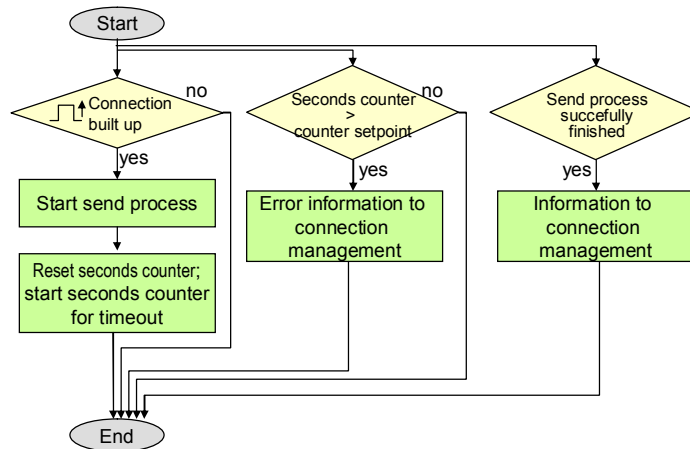 Start
no
Connection
built up
yes
Start send process
Reset seconds counter;
start seconds counter
for timeout
no
Seconds counter
>
counter setpoint
yes
Error information to
connection
management
Send process
succefully
finished
yes
Information to
connection
management
End